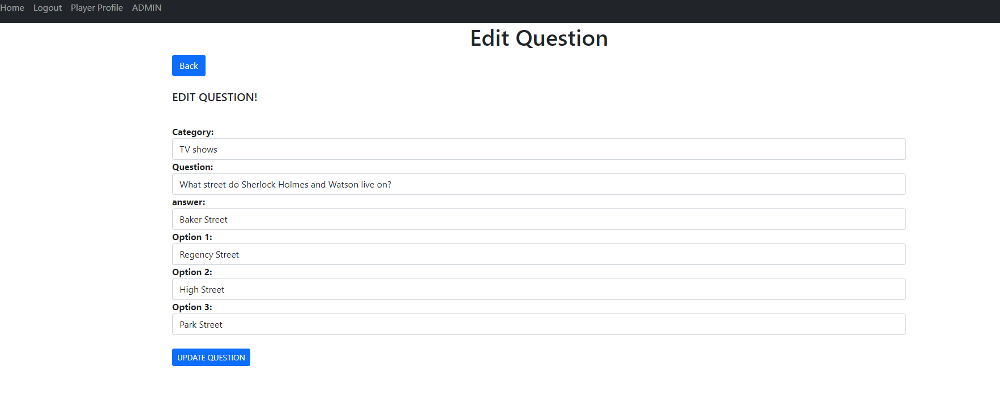 Home Logout Player Profile ADMIN
Edit Question
Back
EDIT QUESTION!
Category:
TV shows
Question:
What street do Sherlock Holmes and Watson live on?
answer:
Baker Street
Option 1:
Regency Street
Option 2:
High Street
Option 3:
Park Street
UPDATE QUESTION